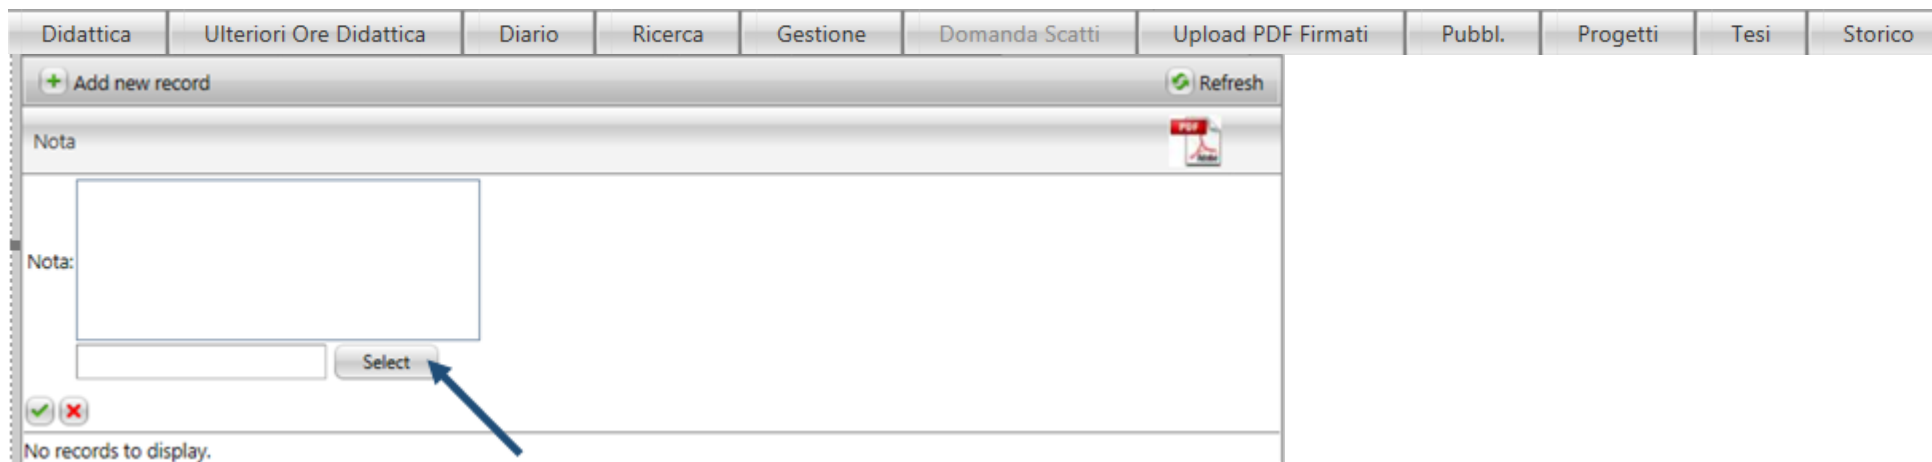 Didattica Ulteriori Ore Didattica Diario Ricerca Gestione Domanda Scatti Upload PDF Firmati Pubbl. Progetti Tesi Storico
Add new record Refresh
Nota PDF Adobe
Nota:
Select
No records to display.